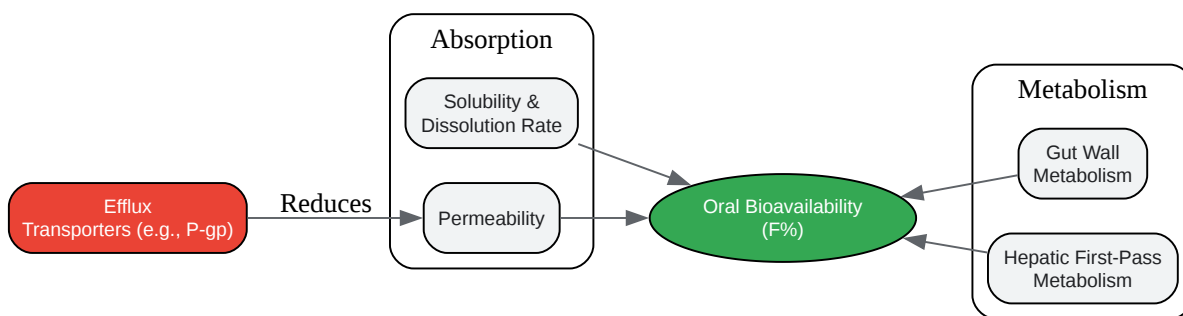 Efflux
Transporters (e.g., P-gp)
Reduces
Absorption
Solubility &
Dissolution Rate
Permeability
Oral Bioavailability
(F%)
Metabolism
Gut Wall
Metabolism
Hepatic First-Pass
Metabolism